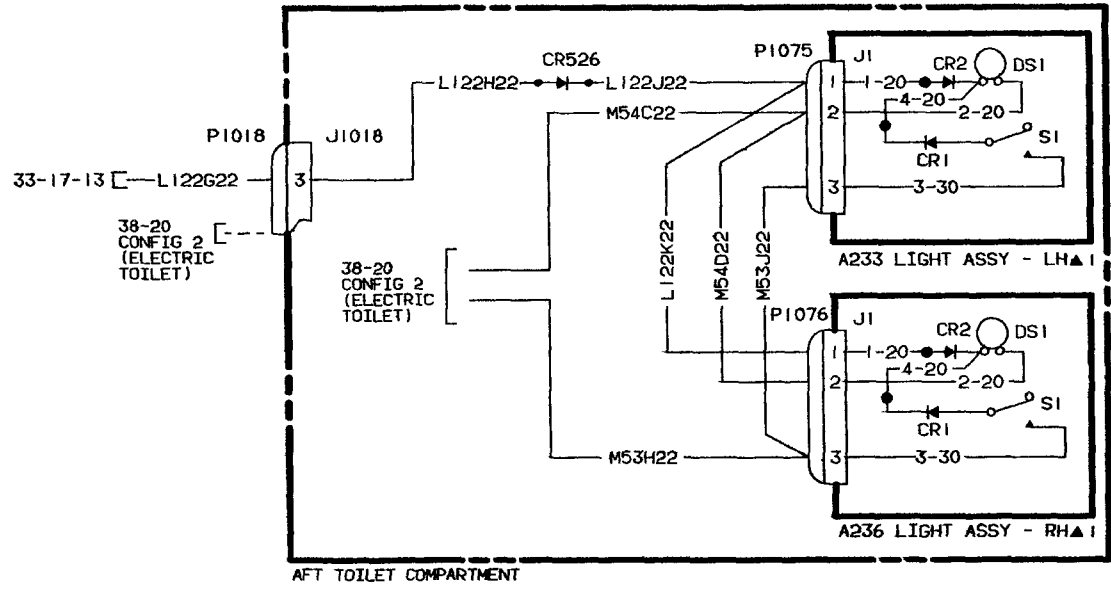 P1075
J1
CR526
CR2
DS1
L122H22
L122J22
1
1-20
4-20
M54C22
2
2-20
P1018
J1018
S1
CR1
33-17-13
L122G22
3
3
3-30
38-20
CONFIG 2
(ELECTRIC
TOILET)
L122K22
M54D22
M53J22
A233 LIGHT ASSY - LH▲1
38-20
CONFIG 2
(ELECTRIC
TOILET)
P1076
J1
CR2
DS1
1
1-20
4-20
2
2-20
S1
CR1
M53H22
3
3-30
A236 LIGHT ASSY - RH▲1
AFT TOILET COMPARTMENT